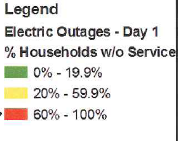 Legend
Electric Outages - Day 1
% Households w/o Service
0% - 19.9%
20% - 59.9%
60% - 100%